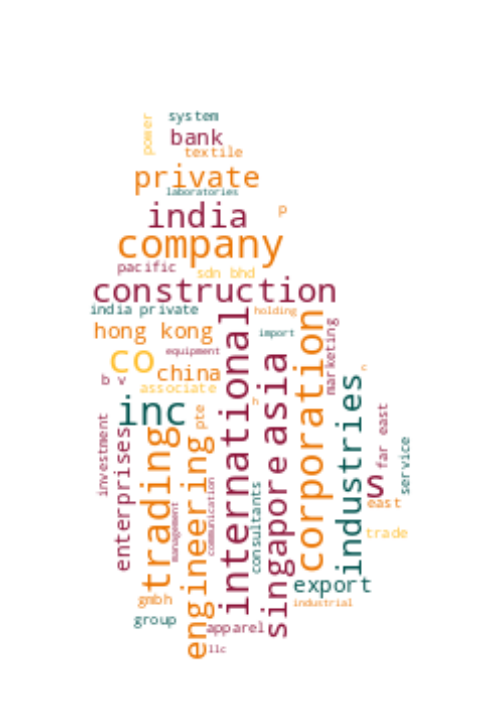 system
power
bank
textile
private
laboratories
india
p
company
pacific
sdn bhd
construction
india private
holding
hong kong
import
international
corporation
marketing
equipment
co
china
singapore
asia
c
b v
associate
industries
inc
h
pte
far east
investment
enterprises
trading
engineering
s
service
east
communication
consultants
management
trade
export
gmbh
industrial
group
apparel
llc